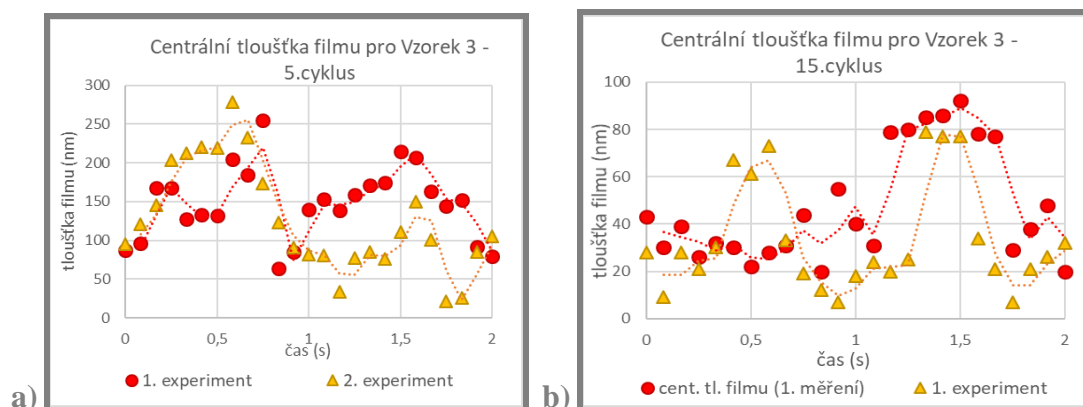 Centrální tloušťka filmu pro Vzorek 3 -
5.cyklus
tloušťka filmu (nm)
300
250
200
150
100
50
0
0
0,5
1
1,5
2
čas (s)
1. experiment
2. experiment
a)
Centrální tloušťka filmu pro Vzorek 3 -
15.cyklus
tloušťka filmu (nm)
100
80
60
40
20
0
0
0,5
1
1,5
2
čas (s)
cent. tl. filmu (1. měření)
1. experiment
b)